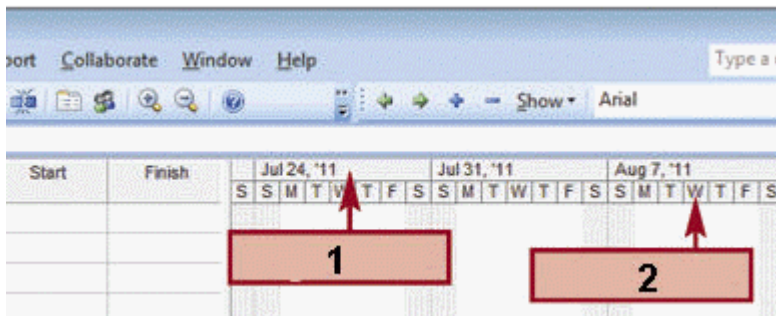 port Collaborate Window Help
Type a
Show Arial
Start Finish Jul 24, '11 Jul 31, '11 Aug 7, '11
S S M T W T F S S M T W T F S S M T W T F S
1
2